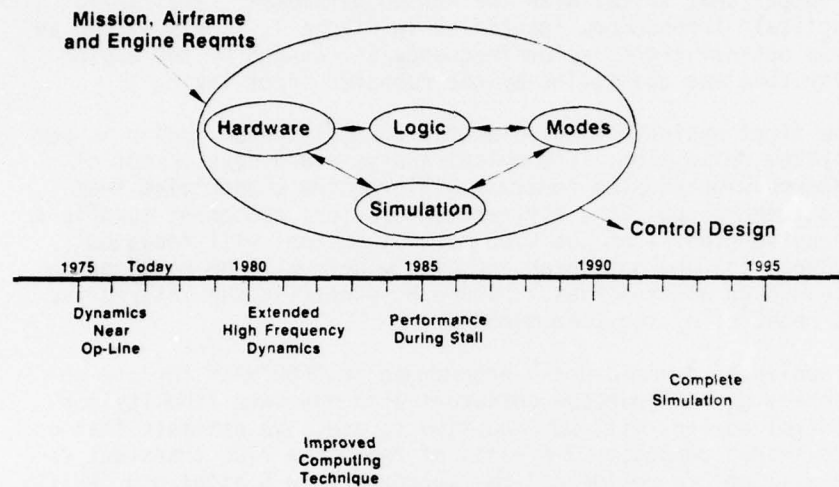 Mission, Airframe
and Engine Reqmts
Hardware
Logic
Modes
Simulation
Control Design
1975 Today 1980 1985 1990 1995
Dynamics
Near
Op-Line
Extended
High Frequency
Dynamics
Performance
During Stall
Complete
Simulation
Improved
Computing
Technique